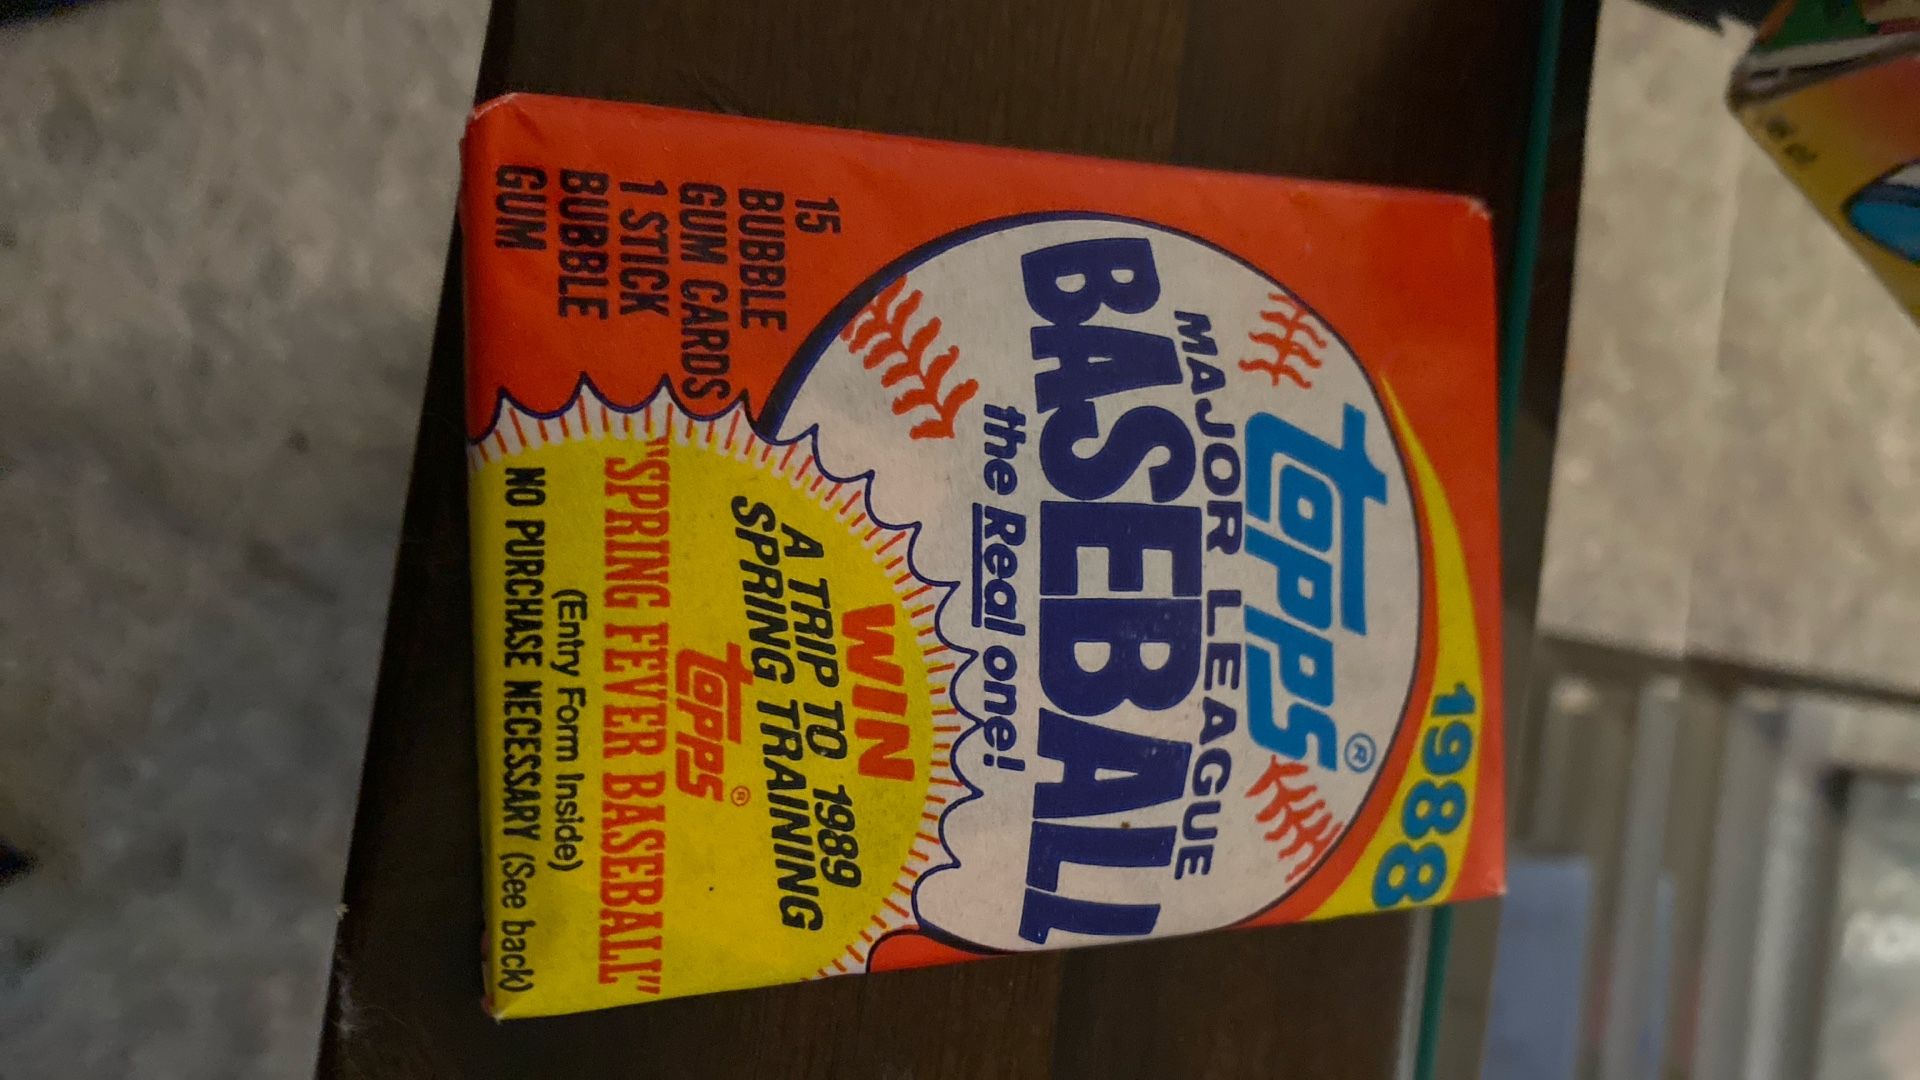 1988
topps®
MAJOR LEAGUE
BASEBALL
the Real one!
15
BUBBLE
GUM CARDS
1 STICK
BUBBLE
GUM
WIN
A TRIP TO 1989
SPRING TRAINING
topps®
"SPRING FEVER BASEBALL"
(Entry Form Inside)
NO PURCHASE NECESSARY (See back)